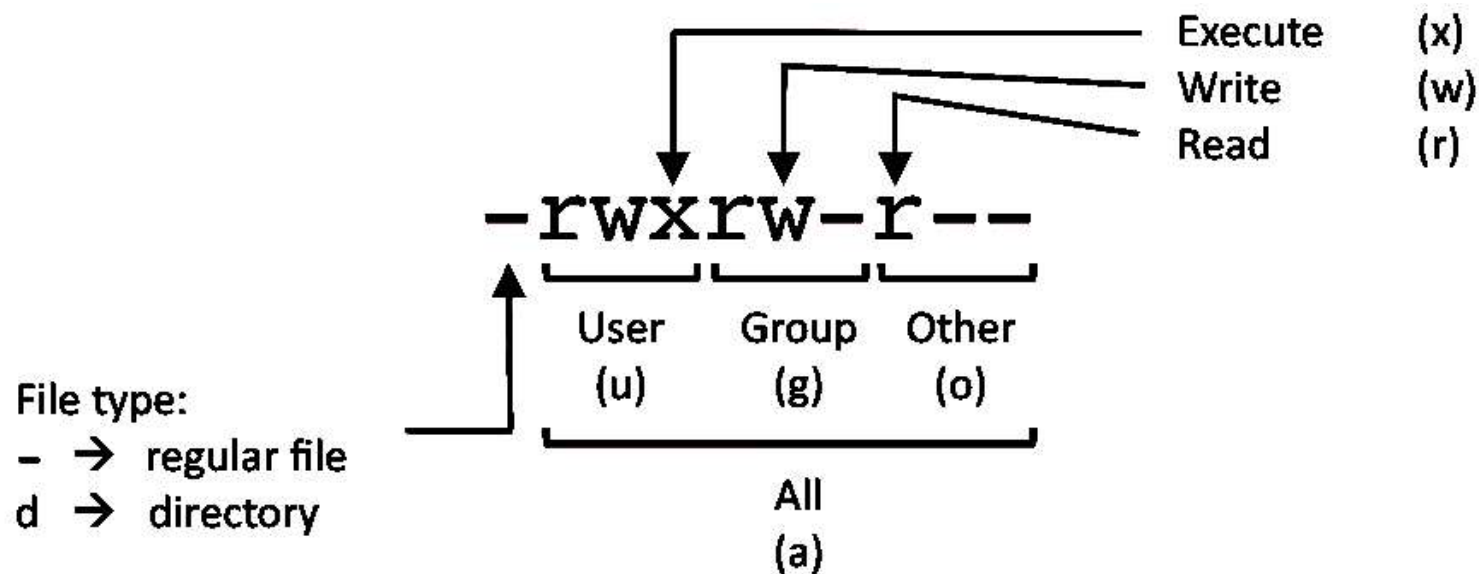 Execute (x)
Write (w)
Read (r)
-rwxrw-r--
User Group Other
(u) (g) (o)
File type:
- → regular file
d → directory
All
(a)